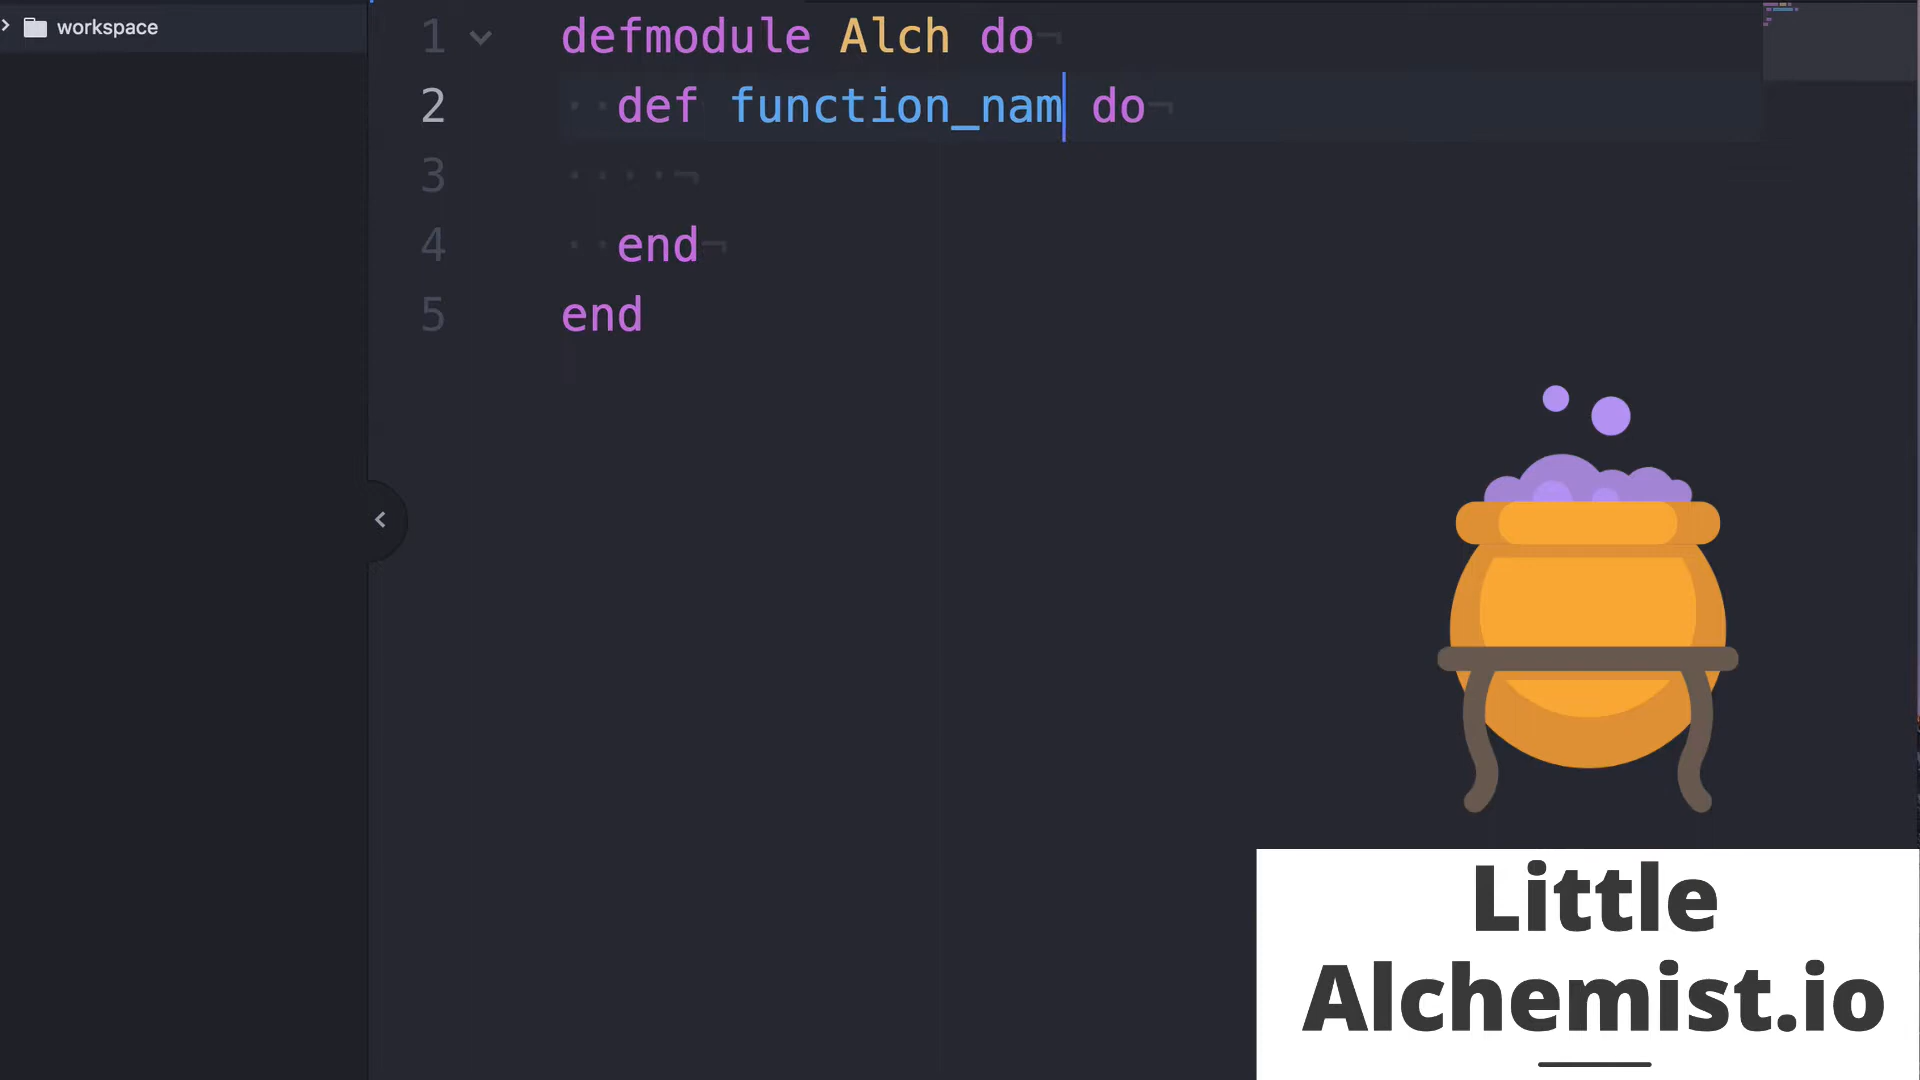 workspace
1 defmodule Alch do¬
2 ··def function_nam do¬
3 ····¬
4 ··end¬
5 end
Little
Alchemist.io